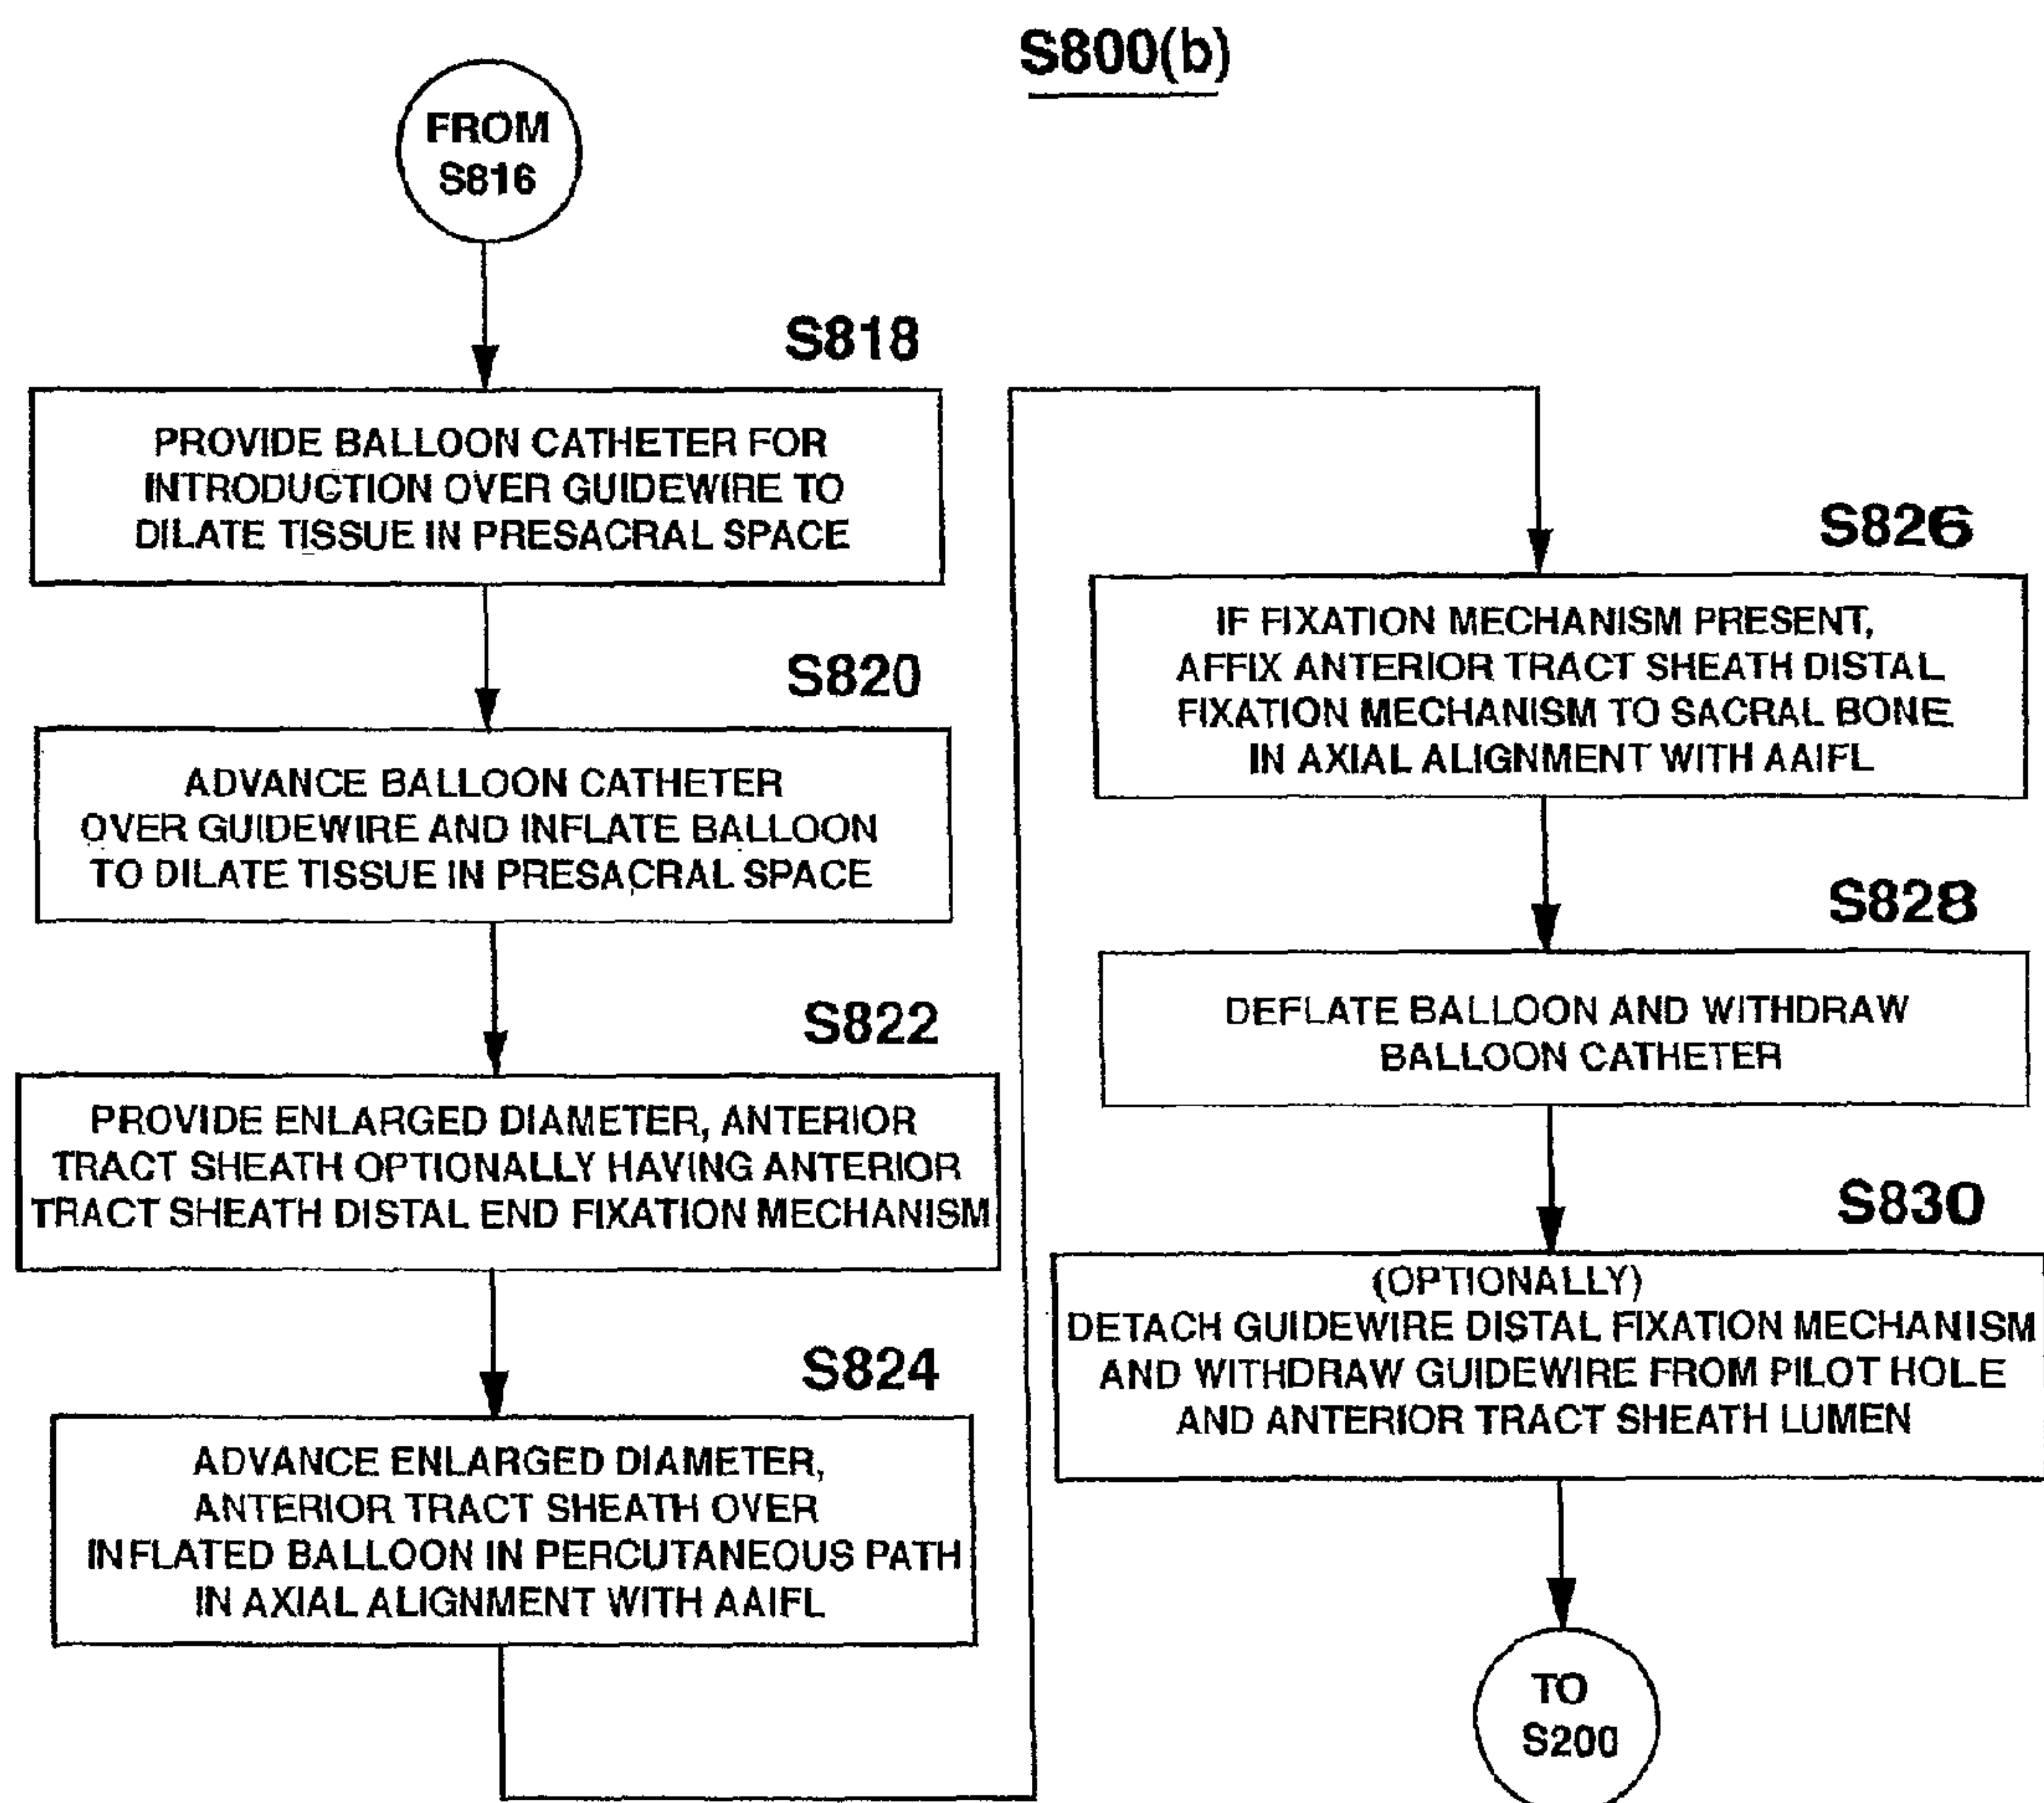 S800(b)
FROM
S816
S818
PROVIDE BALLOON CATHETER FOR
INTRODUCTION OVER GUIDEWIRE TO
DILATE TISSUE IN PRESACRAL SPACE
S820
ADVANCE BALLOON CATHETER
OVER GUIDEWIRE AND INFLATE BALLOON
TO DILATE TISSUE IN PRESACRAL SPACE
S822
PROVIDE ENLARGED DIAMETER, ANTERIOR
TRACT SHEATH OPTIONALLY HAVING ANTERIOR
TRACT SHEATH DISTAL END FIXATION MECHANISM
S824
ADVANCE ENLARGED DIAMETER,
ANTERIOR TRACT SHEATH OVER
INFLATED BALLOON IN PERCUTANEOUS PATH
IN AXIAL ALIGNMENT WITH AAIFL
S826
IF FIXATION MECHANISM PRESENT,
AFFIX ANTERIOR TRACT SHEATH DISTAL
FIXATION MECHANISM TO SACRAL BONE
IN AXIAL ALIGNMENT WITH AAIFL
S828
DEFLATE BALLOON AND WITHDRAW
BALLOON CATHETER
S830
(OPTIONALLY)
DETACH GUIDEWIRE DISTAL FIXATION MECHANISM
AND WITHDRAW GUIDEWIRE FROM PILOT HOLE
AND ANTERIOR TRACT SHEATH LUMEN
TO
S200